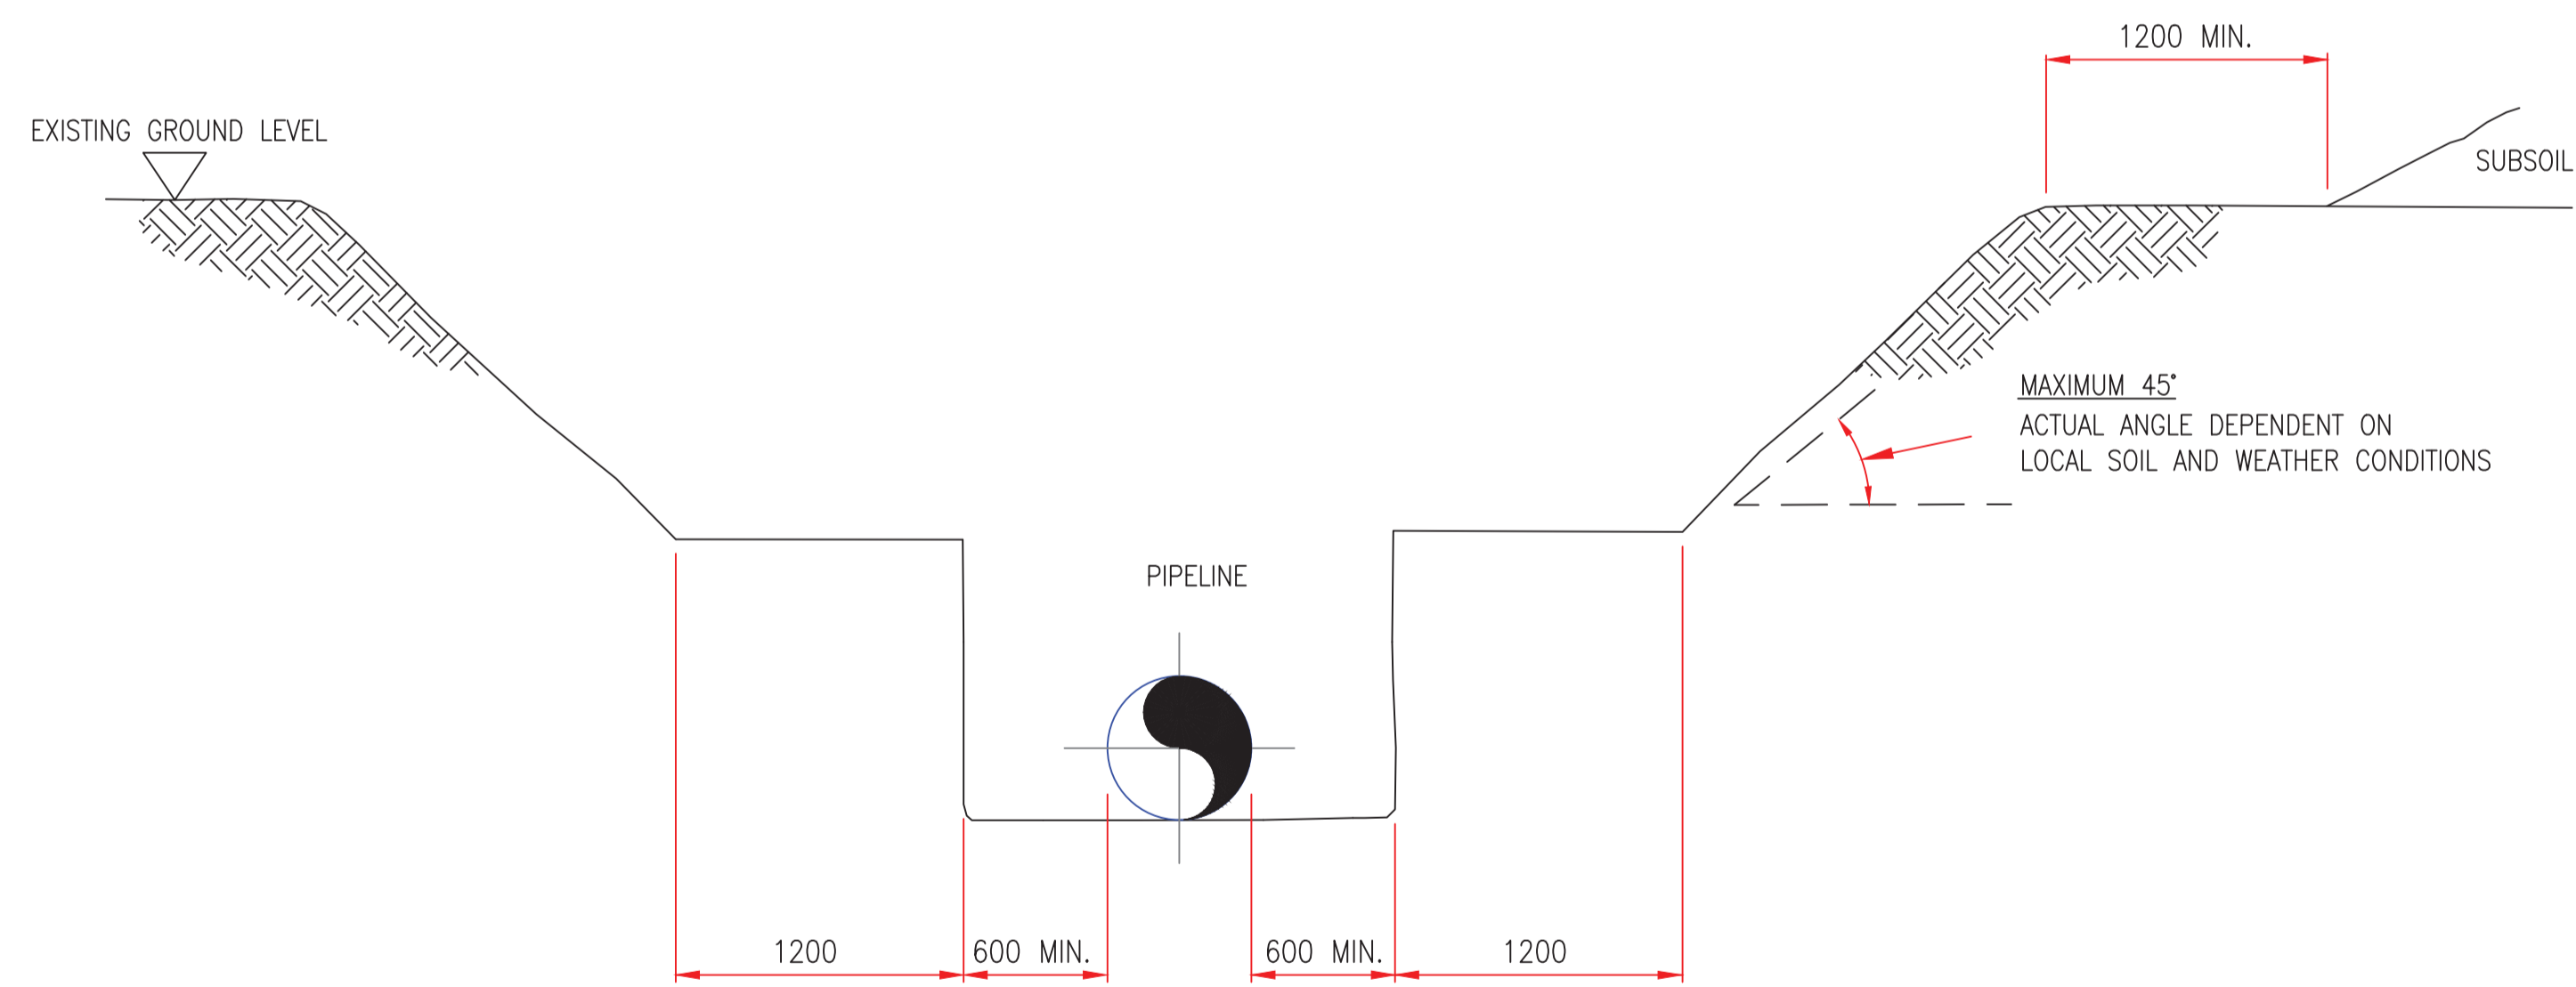 1200 MIN.
EXISTING GROUND LEVEL
SUBSOIL
MAXIMUM 45°
ACTUAL ANGLE DEPENDENT ON
LOCAL SOIL AND WEATHER CONDITIONS
PIPELINE
1200
600 MIN.
600 MIN.
1200